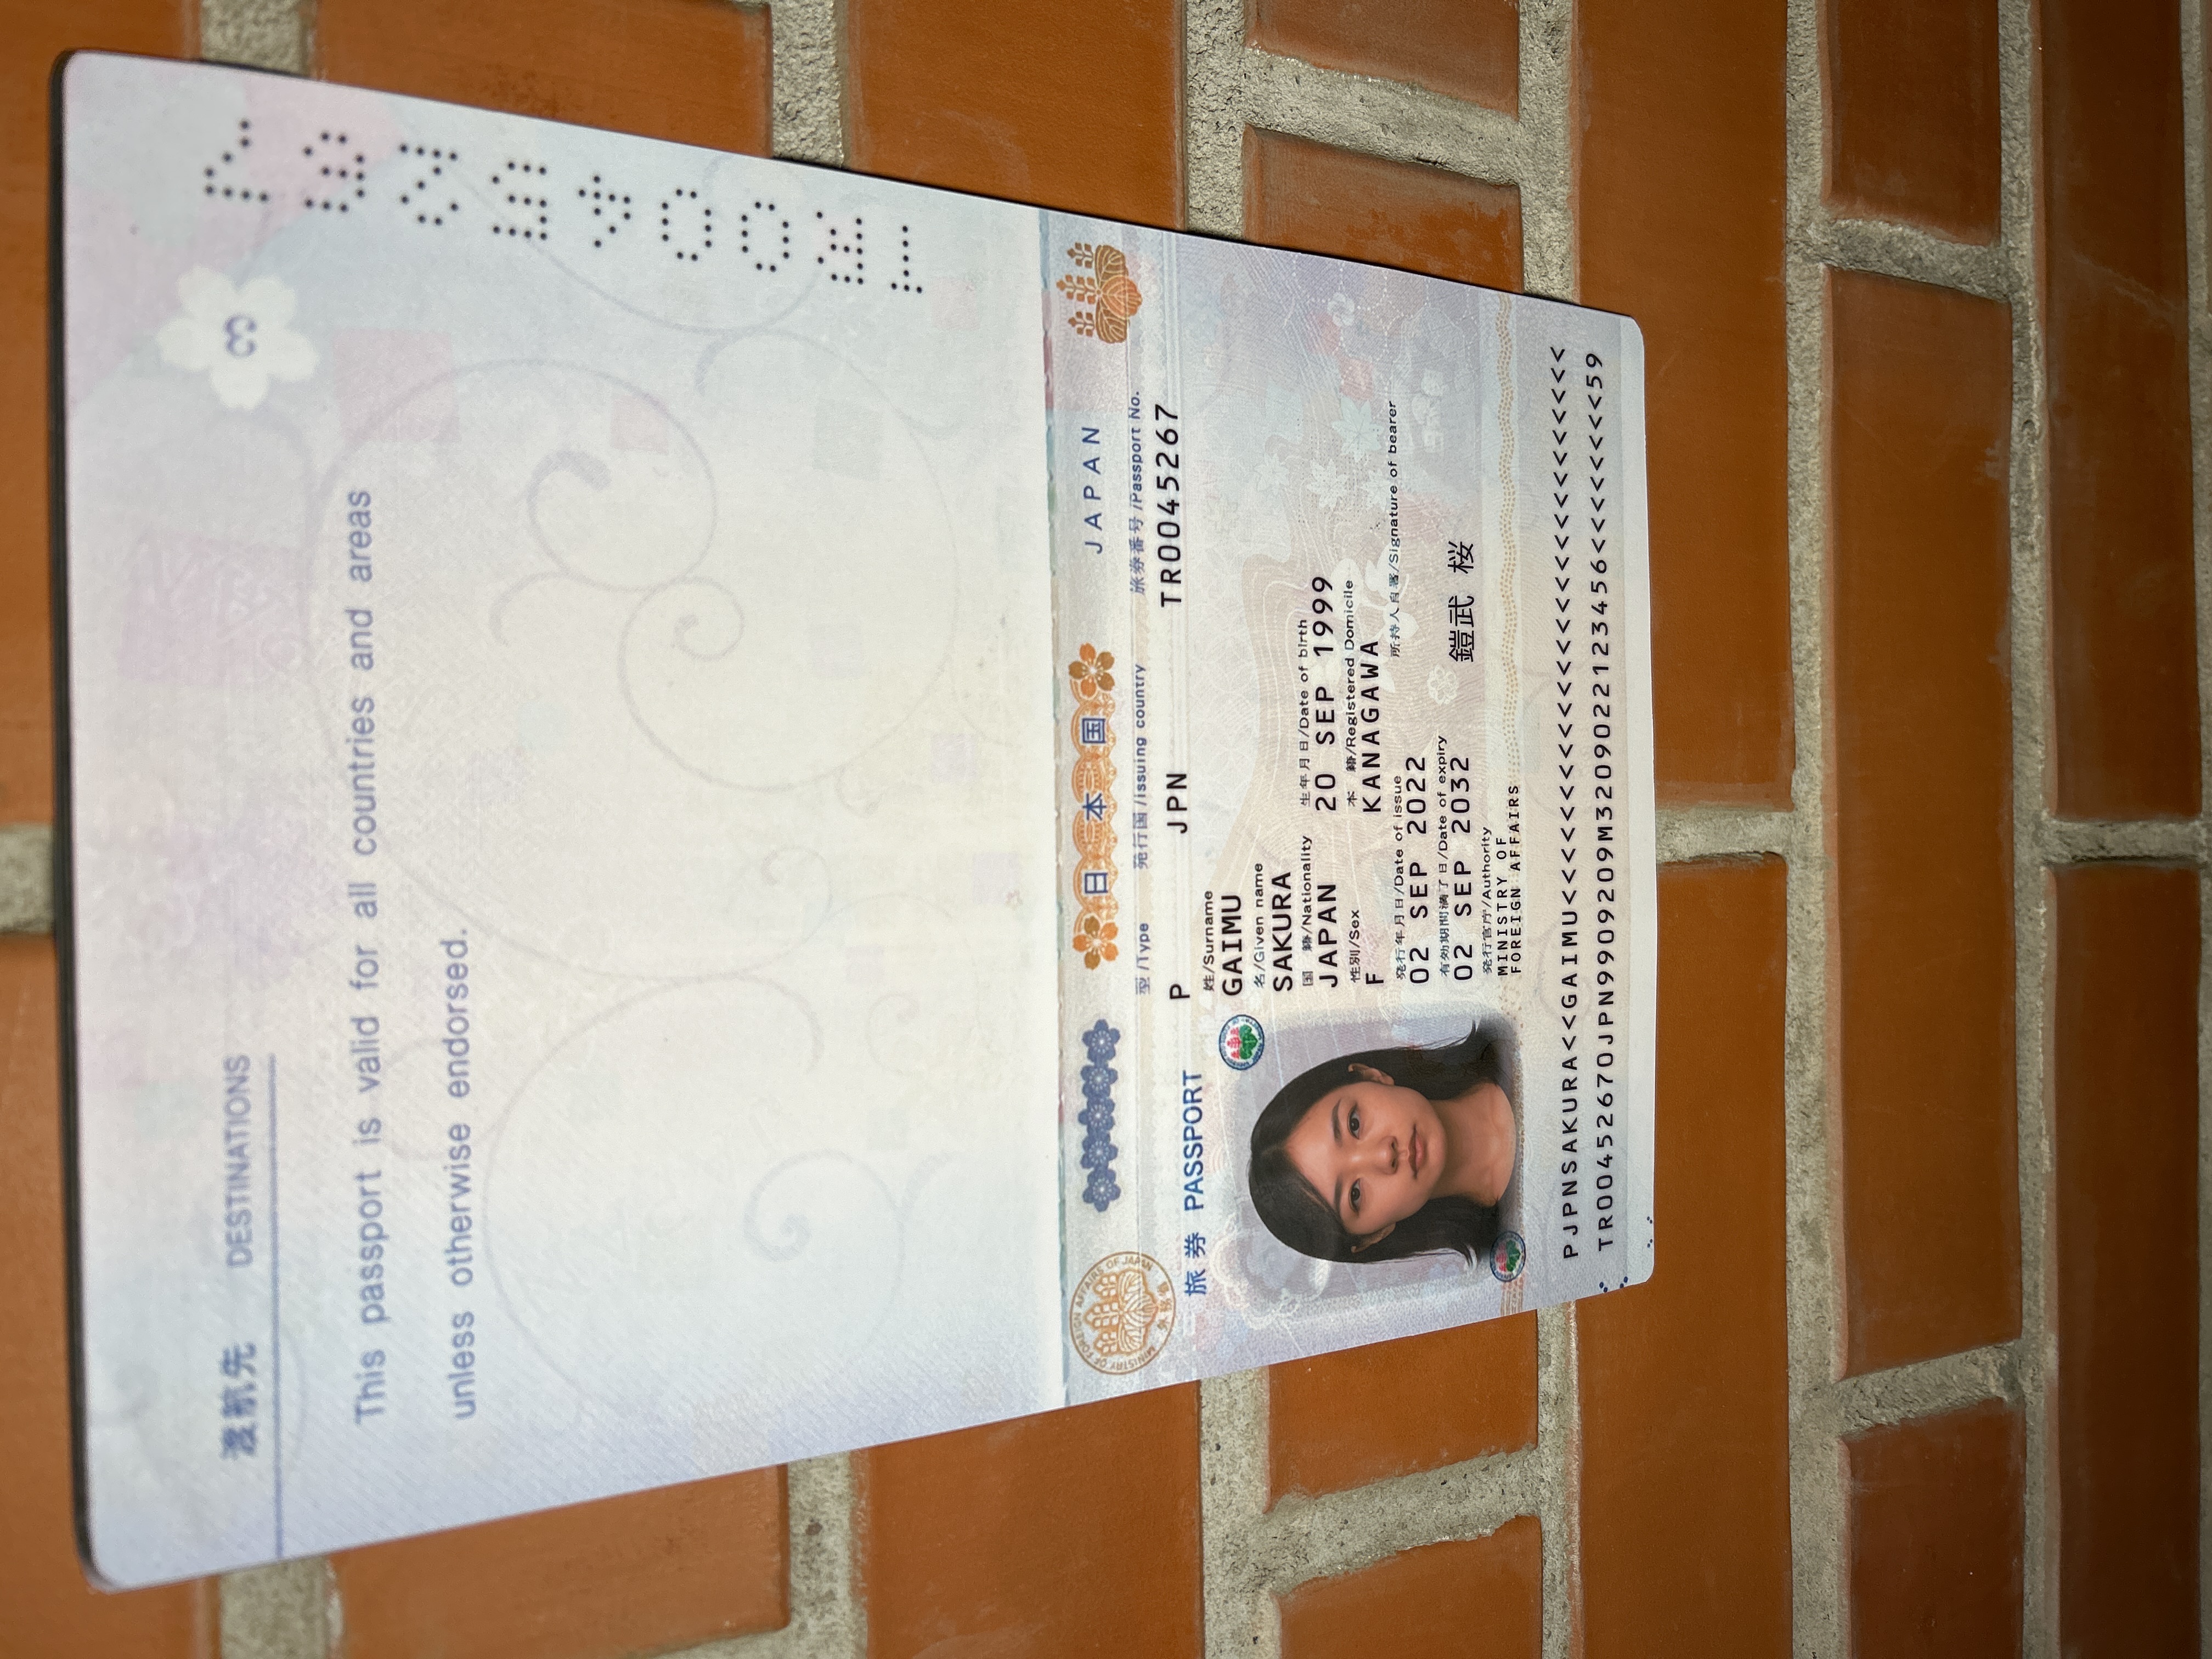 渡航先 DESTINATIONS
3
This passport is valid for all countries and areas
unless otherwise endorsed.
TR0045267
MINISTRY OF FOREIGN AFFAIRS OF JAPAN
外務省
日本国 JAPAN
旅券 PASSPORT
型/Type 発行国/Issuing country 旅券番号/Passport No.
P JPN TR0045267
姓/Surname
GAIMU
名/Given name
SAKURA
国 籍/Nationality 生年月日/Date of birth
JAPAN 20 SEP 1999
性別/Sex 本 籍/Registered Domicile
F KANAGAWA
発行年月日/Date of issue 所持人自署/Signature of bearer
02 SEP 2022
有効期間満了日/Date of expiry
02 SEP 2032 鎧武 桜
発行官庁/Authority
MINISTRY OF
FOREIGN AFFAIRS
PJPNSAKURA<<GAIMU<<<<<<<<<<<<<<<<<<<<<<<<<<<
TR00452670JPN9909209M3209022123456<<<<<<<<59